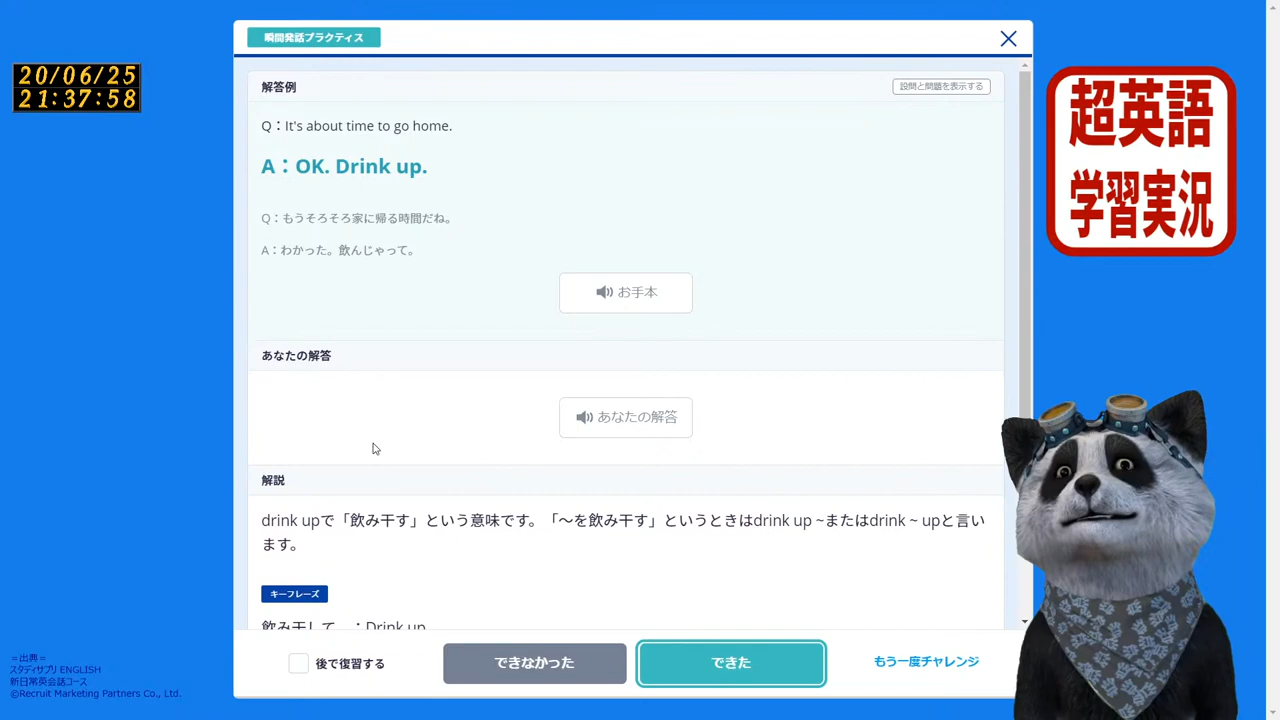 瞬間発話プラクティス
20/06/25
21:37:58
解答例
設問と問題を表示する
Q：It's about time to go home.
A：OK. Drink up.
Q：もうそろそろ家に帰る時間だね。
A：わかった。飲んじゃって。
お手本
あなたの解答
あなたの解答
解説
drink upで「飲み干す」という意味です。「～を飲み干す」というときはdrink up ~またはdrink ~ upと言い
ます。
キーフレーズ
飲み干して。：Drink up.
後で復習する
できなかった
できた
もう一度チャレンジ
超英語
学習実況
＝出典＝
スタディサプリ ENGLISH
新日常英会話コース
©Recruit Marketing Partners Co., Ltd.